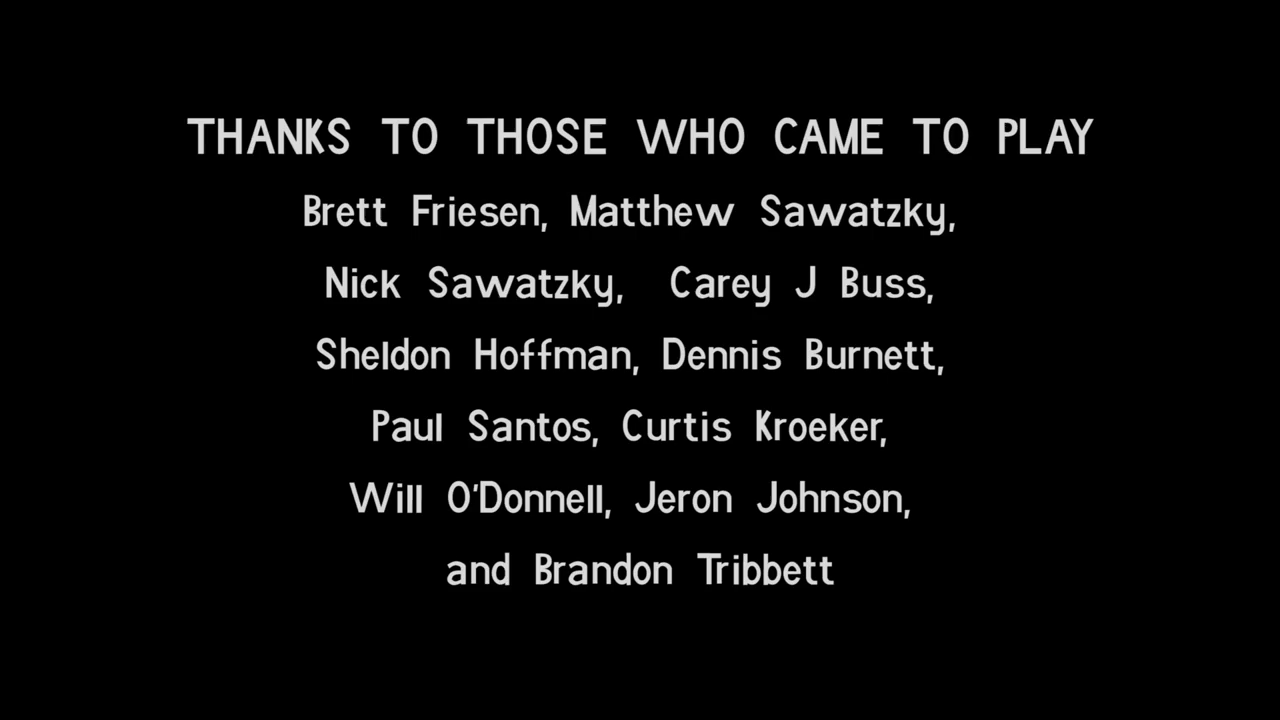 THANKS TO THOSE WHO CAME TO PLAY
Brett Friesen, Matthew Sawatzky,
Nick Sawatzky, Carey J Buss,
Sheldon Hoffman, Dennis Burnett,
Paul Santos, Curtis Kroeker,
Will O'Donnell, Jeron Johnson,
and Brandon Tribbett